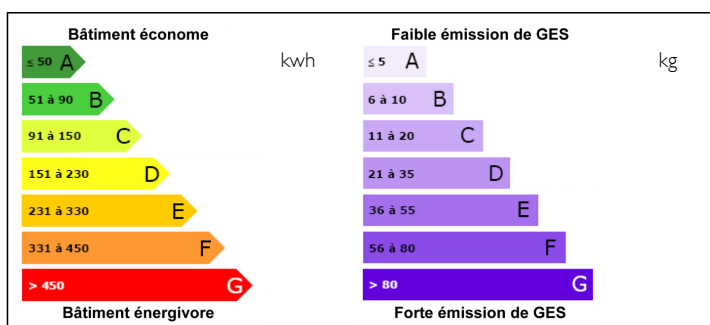 Bâtiment économe
≤ 50 A
kwh
51 à 90 B
91 à 150 C
151 à 230 D
231 à 330 E
331 à 450 F
> 450 G
Bâtiment énergivore
Faible émission de GES
≤ 5 A
kg
6 à 10 B
11 à 20 C
21 à 35 D
36 à 55 E
56 à 80 F
> 80 G
Forte émission de GES